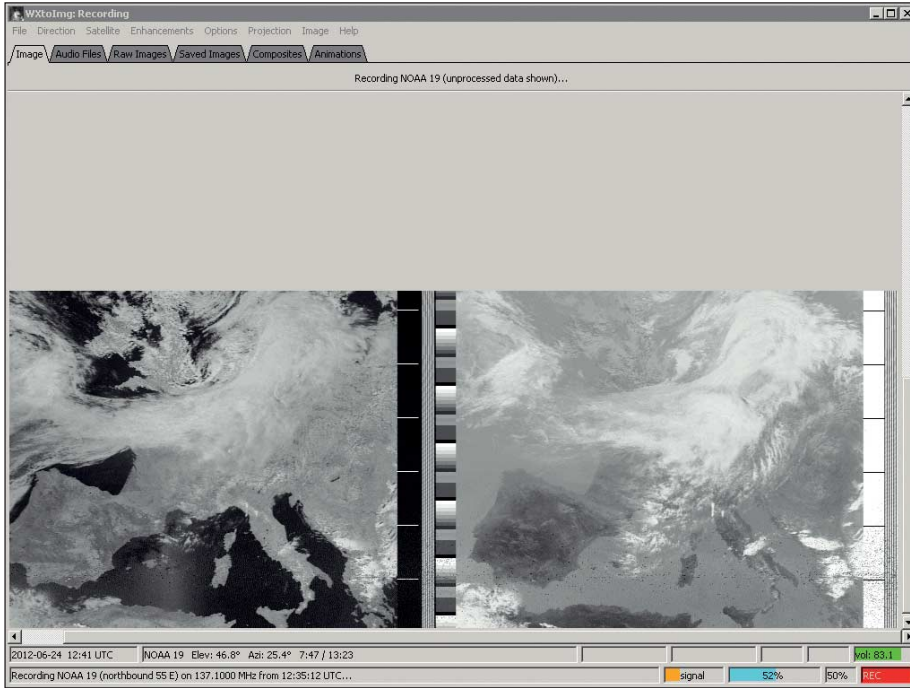 WXtoImg: Recording
File Direction Satellite Enhancements Options Projection Image Help
Image Audio Files Raw Images Saved Images Composites Animations
Recording NOAA 19 (unprocessed data shown)...
2012-06-24 12:41 UTC NOAA 19 Elev: 46.8° Azi: 25.4° 7:47 / 13:23 vol: 83.1
Recording NOAA 19 (northbound 55 E) on 137.1000 MHz from 12:35:12 UTC... signal 52% 50% REC